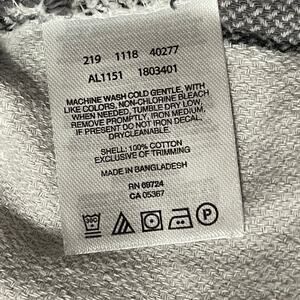 219 1118 40277
AL1151 1803401
MACHINE WASH COLD GENTLE, WITH
LIKE COLORS, NON-CHLORINE BLEACH
WHEN NEEDED, TUMBLE DRY LOW,
REMOVE PROMPTLY, IRON MEDIUM,
IF PRESENT DO NOT IRON DECAL,
DRYCLEANABLE.
SHELL: 100% COTTON
EXCLUSIVE OF TRIMMING
MADE IN BANGLADESH
RN 69724
CA 05367
P